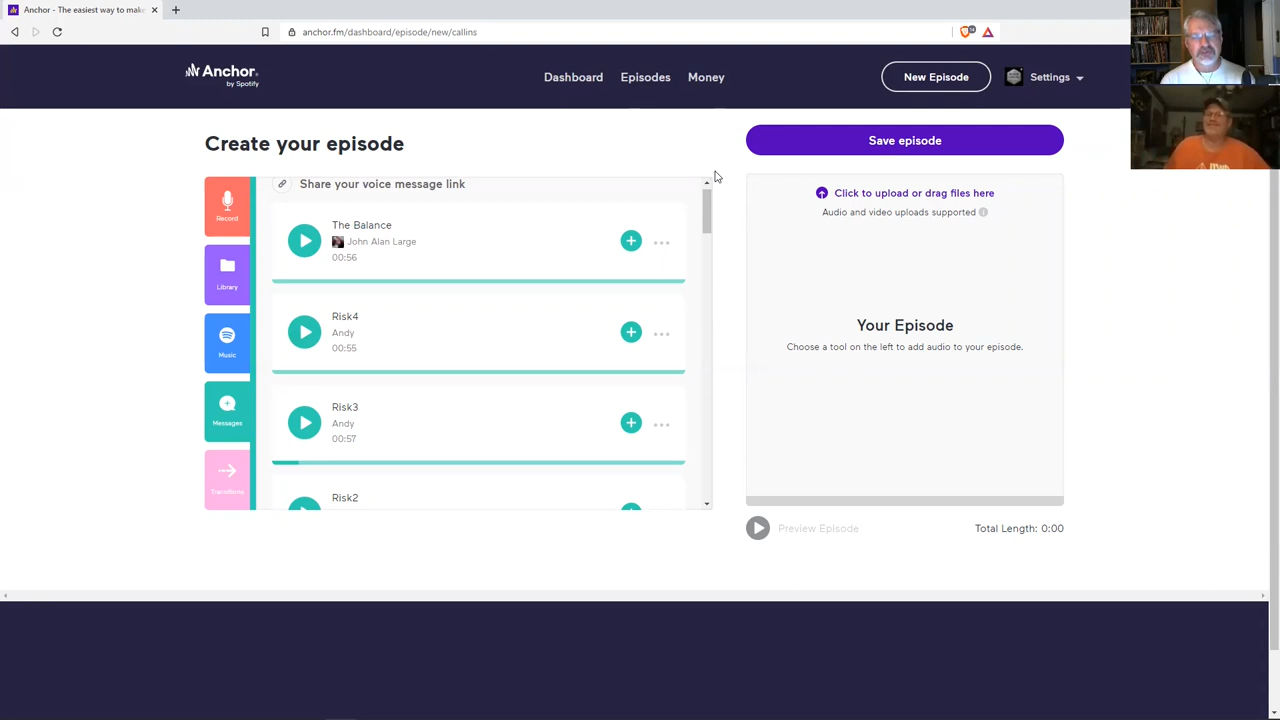 Anchor - The easiest way to mak
anchor.fm/dashboard/episode/new/callins
Anchor
by Spotify
Dashboard
Episodes
Money
New Episode
Settings
Create your episode
Save episode
Record
Library
Music
Messages
Transitions
Share your voice message link
The Balance
John Alan Large
00:56
Risk4
Andy
00:55
Risk3
Andy
00:57
Risk2
Click to upload or drag files here
Audio and video uploads supported
Your Episode
Choose a tool on the left to add audio to your episode.
Preview Episode
Total Length: 0:00